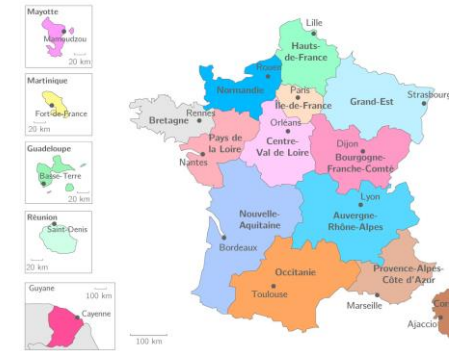 Mayotte
Mamoudzou
20 km
Martinique
Fort-de-France
20 km
Guadeloupe
Basse-Terre
20 km
Réunion
Saint-Denis
20 km
Guyane
100 km
Cayenne
Lille
Hauts-
de-France
Rouen
Normandie
Paris
Île-de-France
Grand-Est
Strasbourg
Rennes
Bretagne
Orléans
Pays de
la Loire
Centre-
Val de Loire
Nantes
Dijon
Bourgogne-
Franche-Comté
Lyon
Auvergne-
Rhône-Alpes
Nouvelle-
Aquitaine
Bordeaux
Occitanie
Toulouse
Provence-Alpes-
Côte d'Azur
Marseille
Cor
Ajaccio
100 km